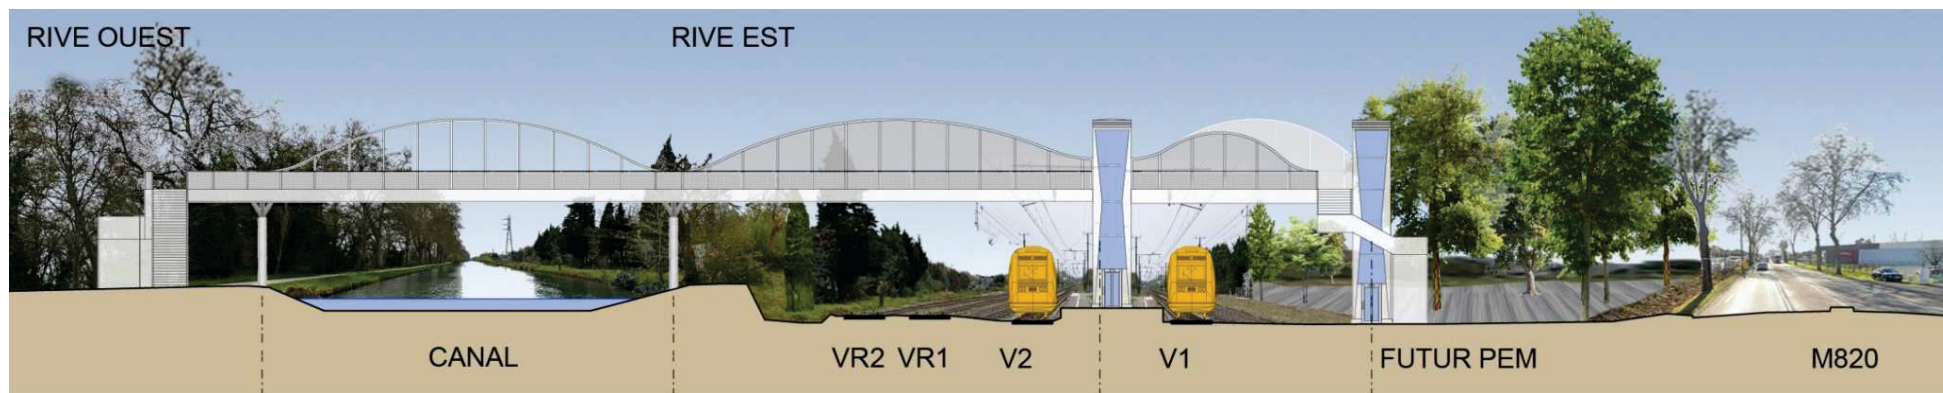 RIVE OUEST
RIVE EST
CANAL
VR2
VR1
V2
V1
FUTUR PEM
M820